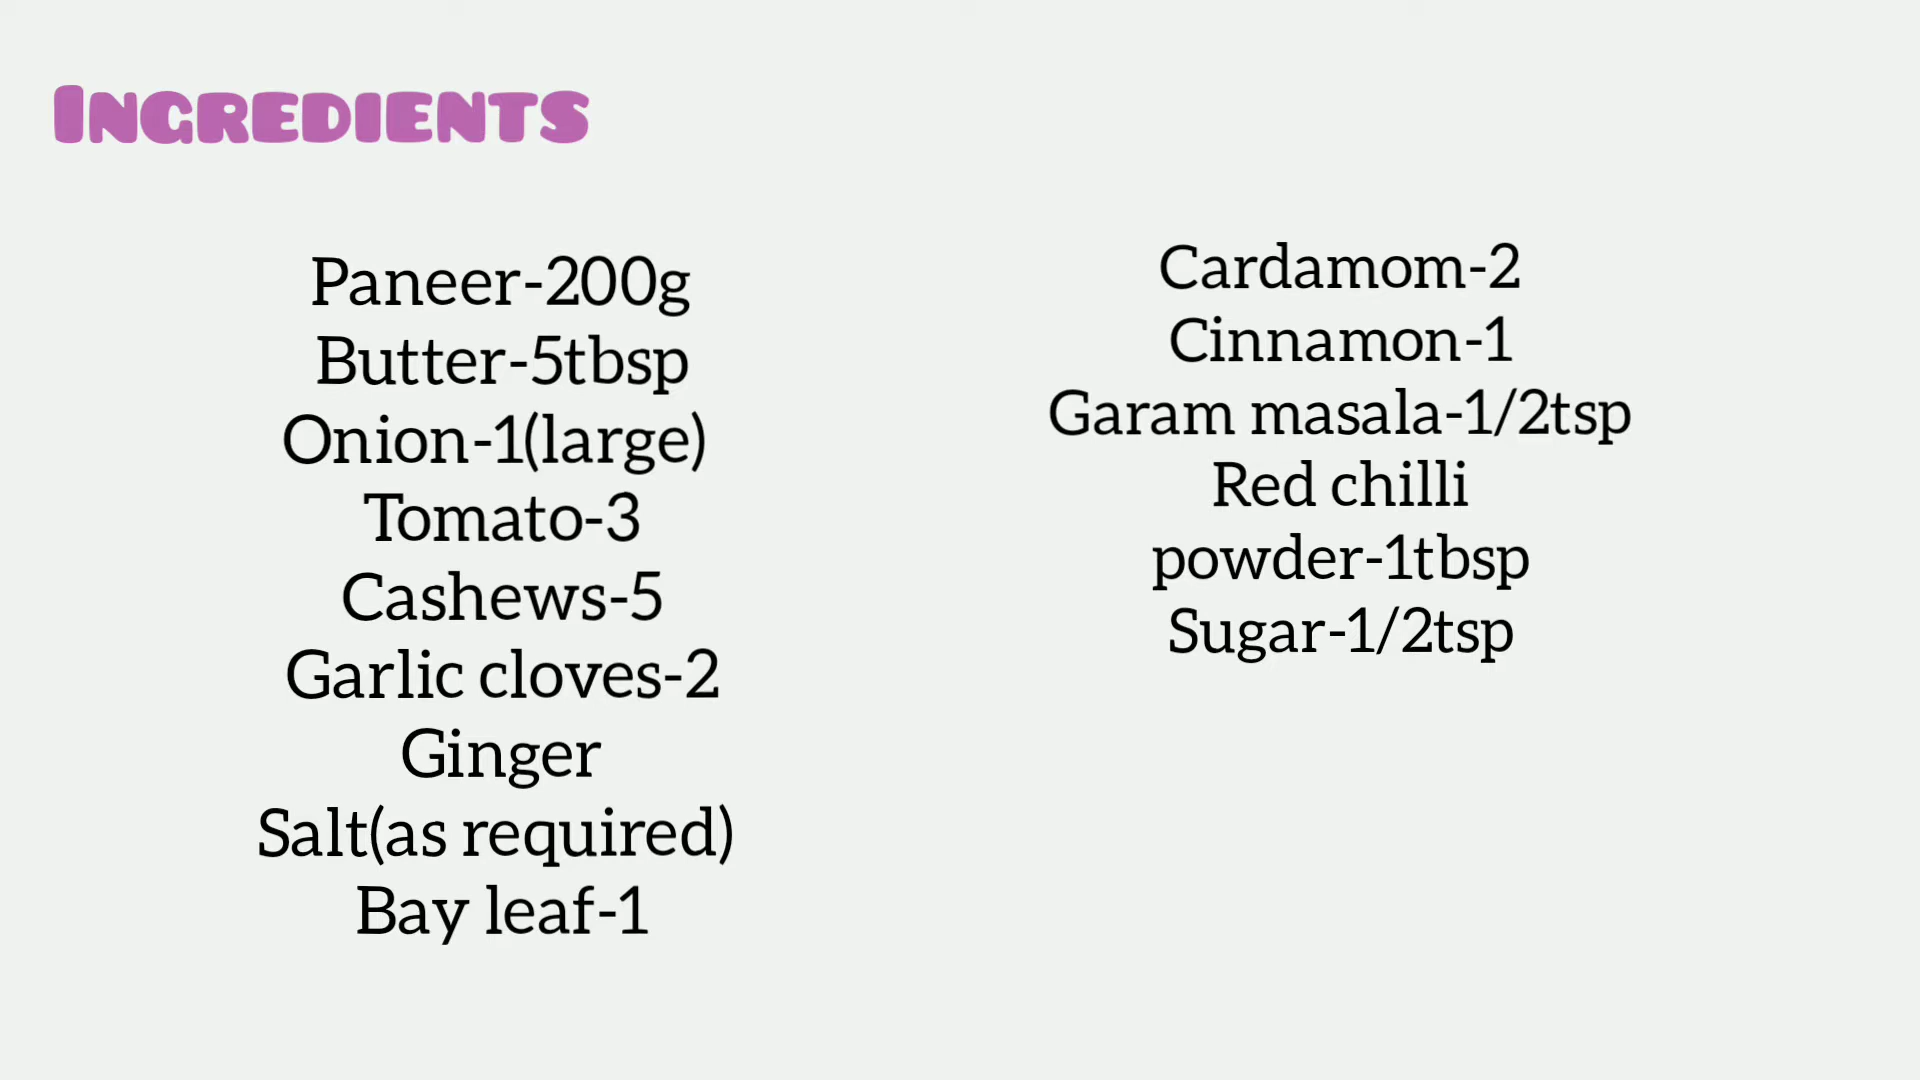 INGREDIENTS
Paneer-200g
Butter-5tbsp
Onion-1(large)
Tomato-3
Cashews-5
Garlic cloves-2
Ginger
Salt(as required)
Bay leaf-1
Cardamom-2
Cinnamon-1
Garam masala-1/2tsp
Red chilli
powder-1tbsp
Sugar-1/2tsp